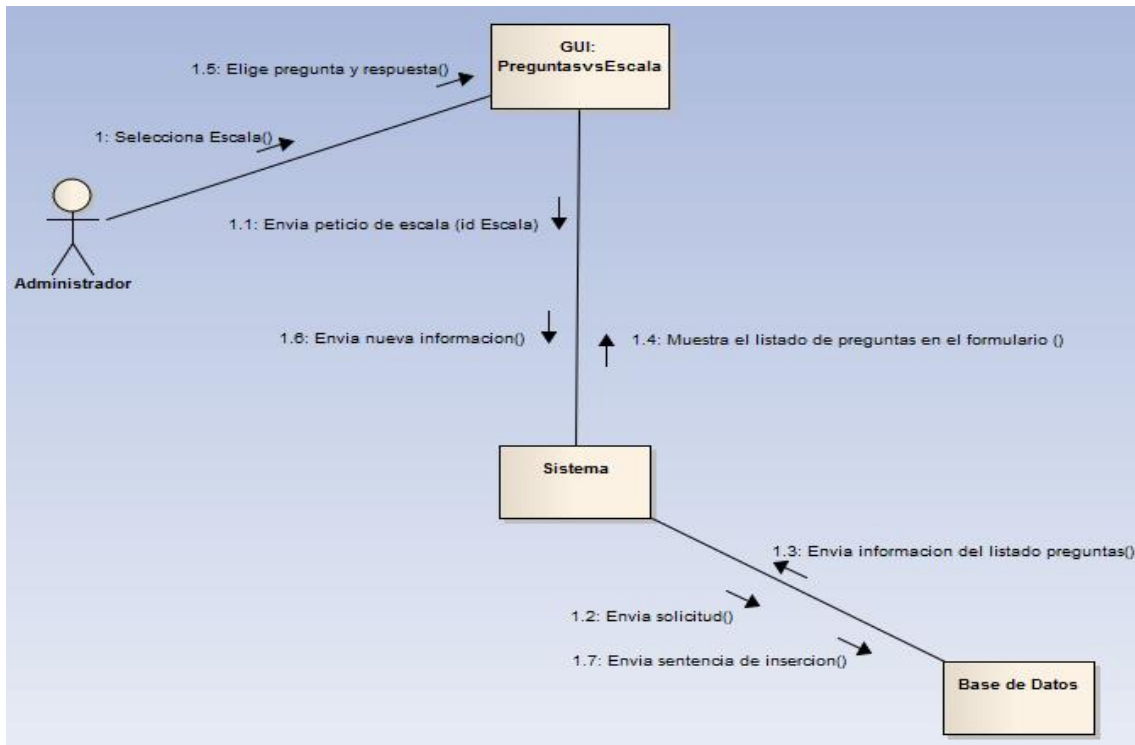 GUI:
PreguntasvsEscala
1.5: Elige pregunta y respuesta()
1: Selecciona Escala()
1.1: Envia peticio de escala (id Escala)
Administrador
1.6: Envia nueva informacion()
1.4: Muestra el listado de preguntas en el formulario ()
Sistema
1.3: Envia informacion del listado preguntas()
1.2: Envia solicitud()
1.7: Envia sentencia de insercion()
Base de Datos